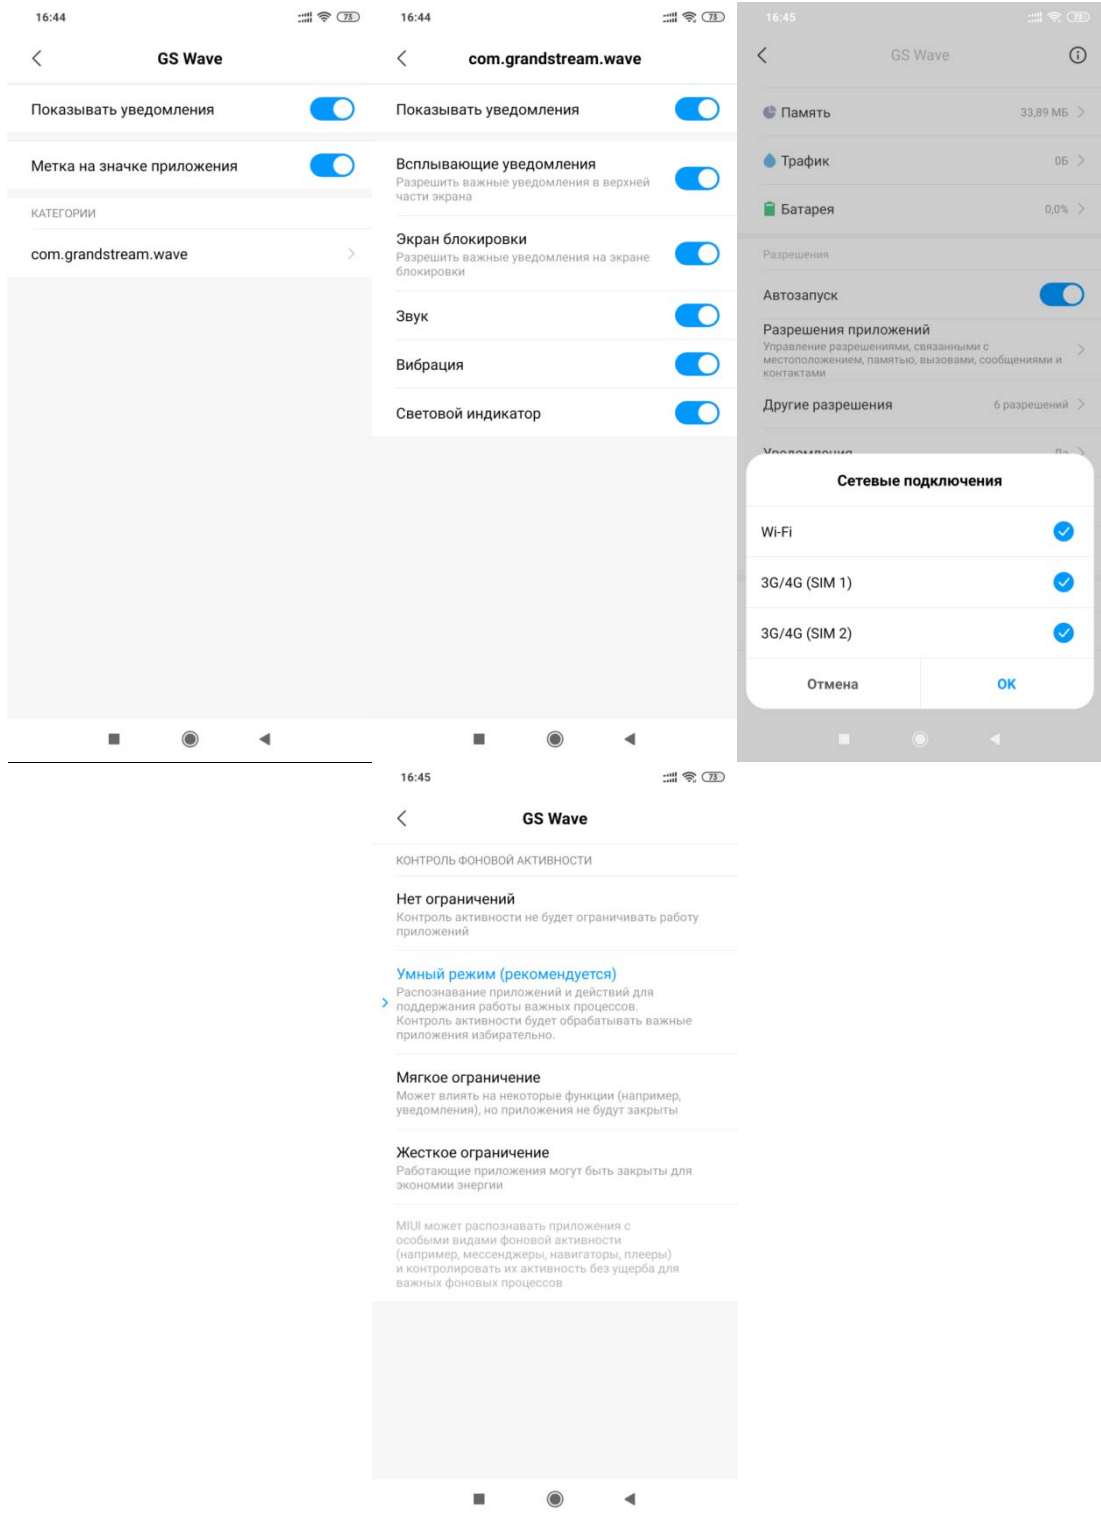 16:44
73
GS Wave
Показывать уведомления
Метка на значке приложения
КАТЕГОРИИ
com.grandstream.wave
16:44
73
com.grandstream.wave
Показывать уведомления
Всплывающие уведомления
Разрешить важные уведомления в верхней
части экрана
Экран блокировки
Разрешить важные уведомления на экране
блокировки
Звук
Вибрация
Световой индикатор
16:45
73
GS Wave
Память 33,89 МБ
Трафик 0Б
Батарея 0,0%
Разрешения
Автозапуск
Разрешения приложений
Управление разрешениями, связанными с
местоположением, памятью, вызовами, сообщениями и
контактами
Другие разрешения 6 разрешений
Уведомления Да
Сетевые подключения
Wi-Fi
3G/4G (SIM 1)
3G/4G (SIM 2)
Отмена OK
16:45
73
GS Wave
КОНТРОЛЬ ФОНОВОЙ АКТИВНОСТИ
Нет ограничений
Контроль активности не будет ограничивать работу
приложений
Умный режим (рекомендуется)
Распознавание приложений и действий для
поддержания работы важных процессов.
Контроль активности будет обрабатывать важные
приложения избирательно.
Мягкое ограничение
Может влиять на некоторые функции (например,
уведомления), но приложения не будут закрыты
Жесткое ограничение
Работающие приложения могут быть закрыты для
экономии энергии
MIUI может распознавать приложения с
особыми видами фоновой активности
(например, мессенджеры, навигаторы, плееры)
и контролировать их активность без ущерба для
важных фоновых процессов